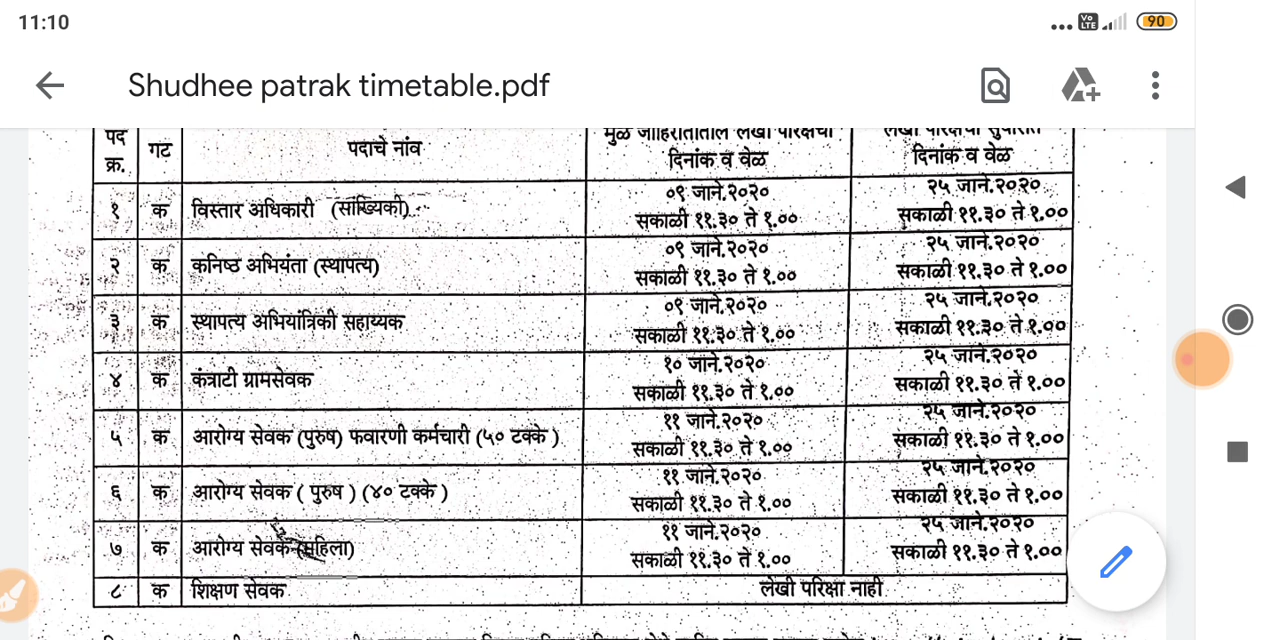 11:10
Vo LTE
90
Shudhee patrak timetable.pdf
पद क्र. गट पदाचे नांव मुळ जाहिरातीतील लेखी परिक्षेचा दिनांक व वेळ लेखी परिक्षेचा सुधारीत दिनांक व वेळ
१ क विस्तार अधिकारी (सांख्यिकी) ०९ जाने.२०२० सकाळी ११.३० ते १.०० २५ जाने.२०२० सकाळी ११.३० ते १.००
२ क कनिष्ठ अभियंता (स्थापत्य) ०९ जाने.२०२० सकाळी ११.३० ते १.०० २५ जाने.२०२० सकाळी ११.३० ते १.००
३ क स्थापत्य अभियांत्रिकी सहाय्यक ०९ जाने.२०२० सकाळी ११.३० ते १.०० २५ जाने.२०२० सकाळी ११.३० ते १.००
४ क कंत्राटी ग्रामसेवक १० जाने.२०२० सकाळी ११.३० ते १.०० २५ जाने.२०२० सकाळी ११.३० ते १.००
५ क आरोग्य सेवक (पुरुष) फवारणी कर्मचारी (५० टक्के ) ११ जाने.२०२० सकाळी ११.३० ते १.०० २५ जाने.२०२० सकाळी ११.३० ते १.००
६ क आरोग्य सेवक ( पुरुष ) (४० टक्के ) ११ जाने.२०२० सकाळी ११.३० ते १.०० २५ जाने.२०२० सकाळी ११.३० ते १.००
७ क आरोग्य सेवक (महिला) ११ जाने.२०२० सकाळी ११.३० ते १.०० २५ जाने.२०२० सकाळी ११.३० ते १.००
८ क शिक्षण सेवक लेखी परिक्षा नाही